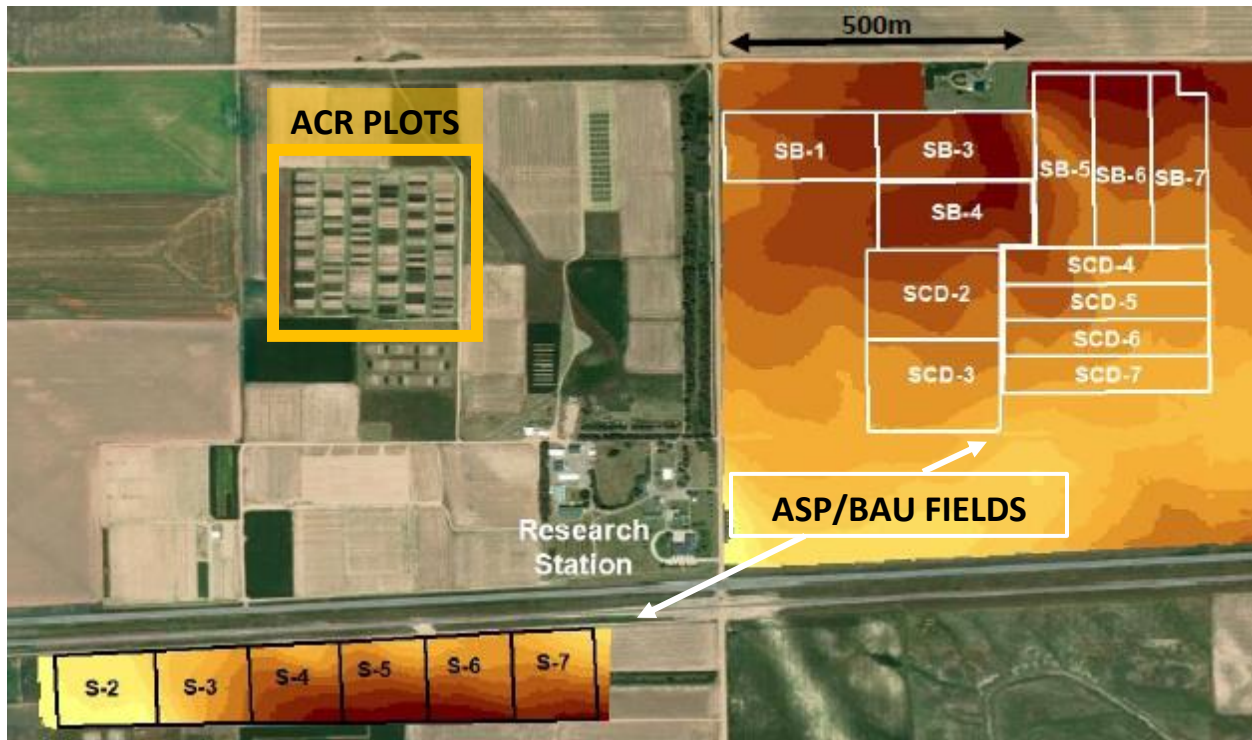 500m
ACR PLOTS
SB-1
SB-3
SB-4
SB-5
SB-6
SB-7
SCD-2
SCD-3
SCD-4
SCD-5
SCD-6
SCD-7
ASP/BAU FIELDS
Research
Station
S-2
S-3
S-4
S-5
S-6
S-7